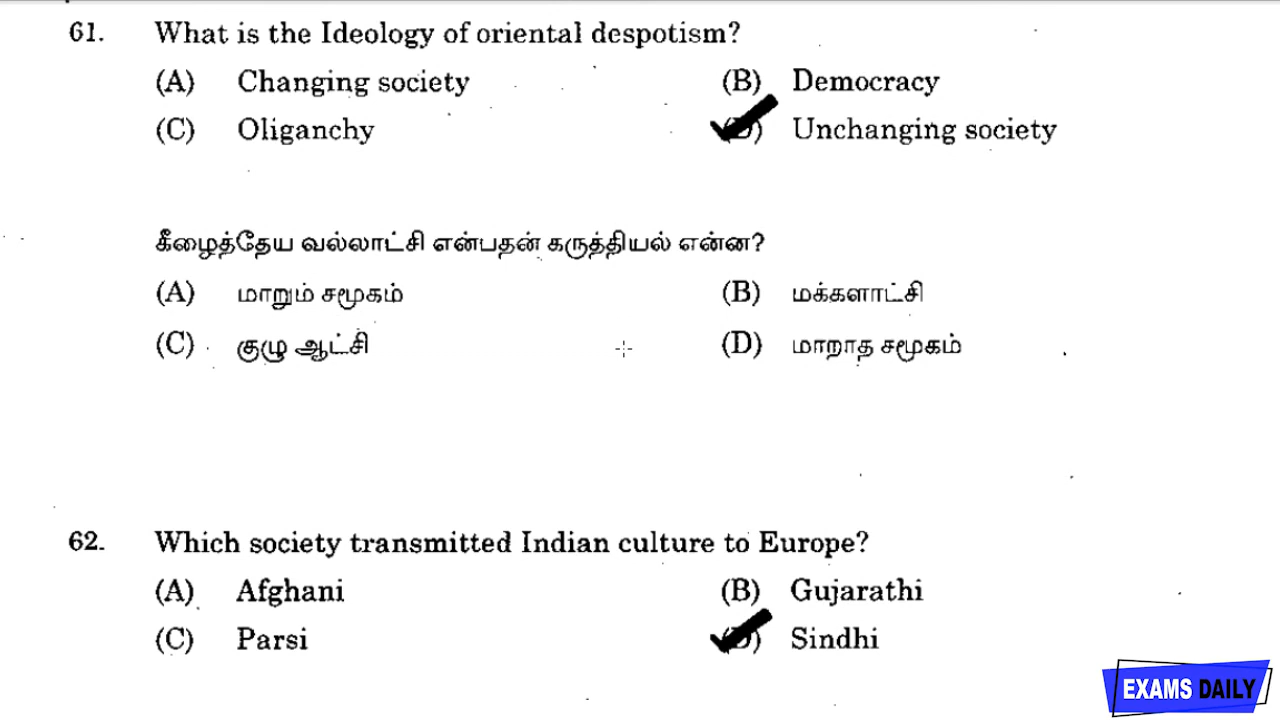 61. What is the Ideology of oriental despotism?
(A) Changing society (B) Democracy
(C) Oliganchy (D) Unchanging society
கீழைத்தேய வல்லாட்சி என்பதன் கருத்தியல் என்ன?
(A) மாறும் சமூகம் (B) மக்களாட்சி
(C) குழு ஆட்சி (D) மாறாத சமூகம்
62. Which society transmitted Indian culture to Europe?
(A) Afghani (B) Gujarathi
(C) Parsi (D) Sindhi
EXAMS DAILY